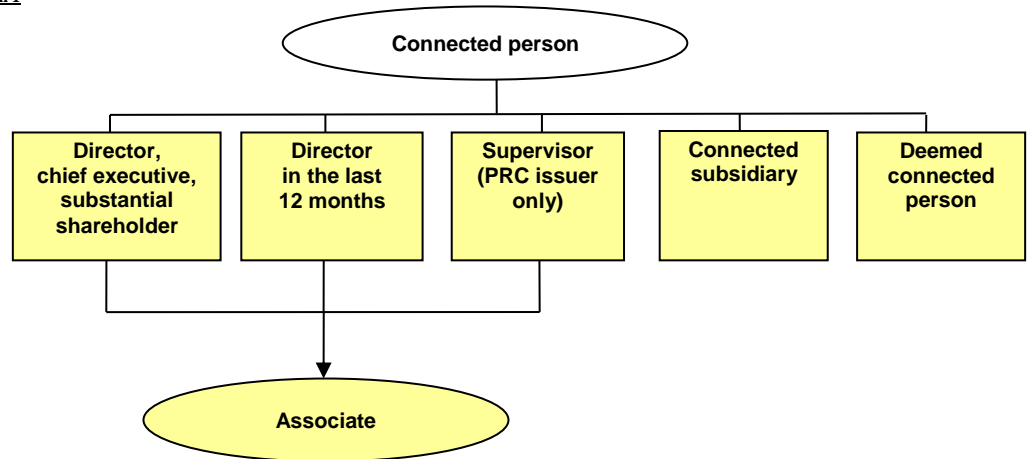 Connected person
Director,
chief executive,
substantial
shareholder
Director
in the last
12 months
Supervisor
(PRC issuer
only)
Connected
subsidiary
Deemed
connected
person
Associate